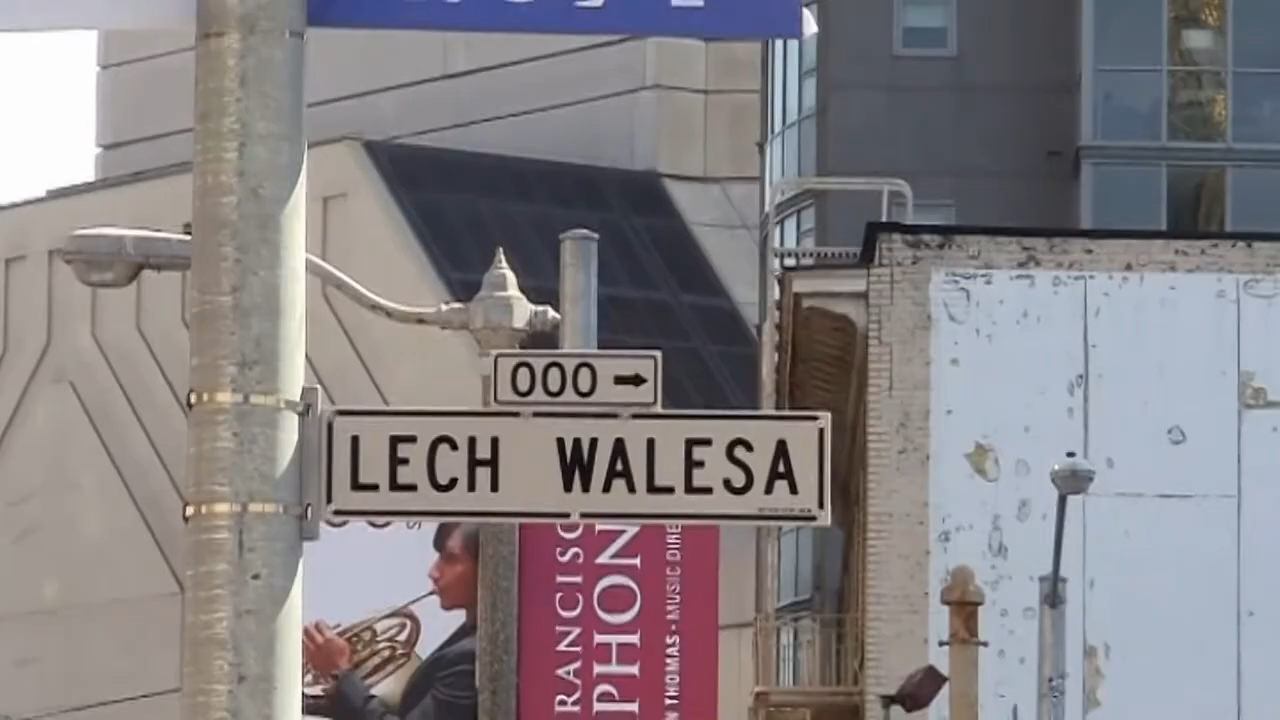 000 →
LECH WALESA
RANCISC
PHON
N THOMAS • MUSIC DIRE